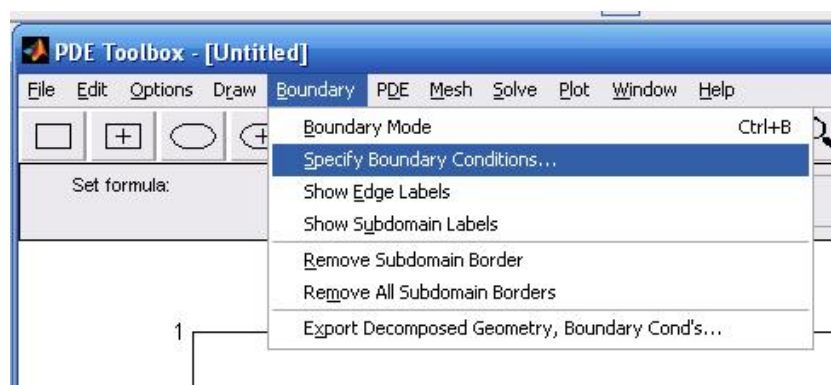 PDE Toolbox - [Untitled]
File Edit Options Draw Boundary PDE Mesh Solve Plot Window Help
Boundary Mode Ctrl+B
Specify Boundary Conditions...
Set formula:
Show Edge Labels
Show Subdomain Labels
Remove Subdomain Border
Remove All Subdomain Borders
Export Decomposed Geometry, Boundary Cond's...
1